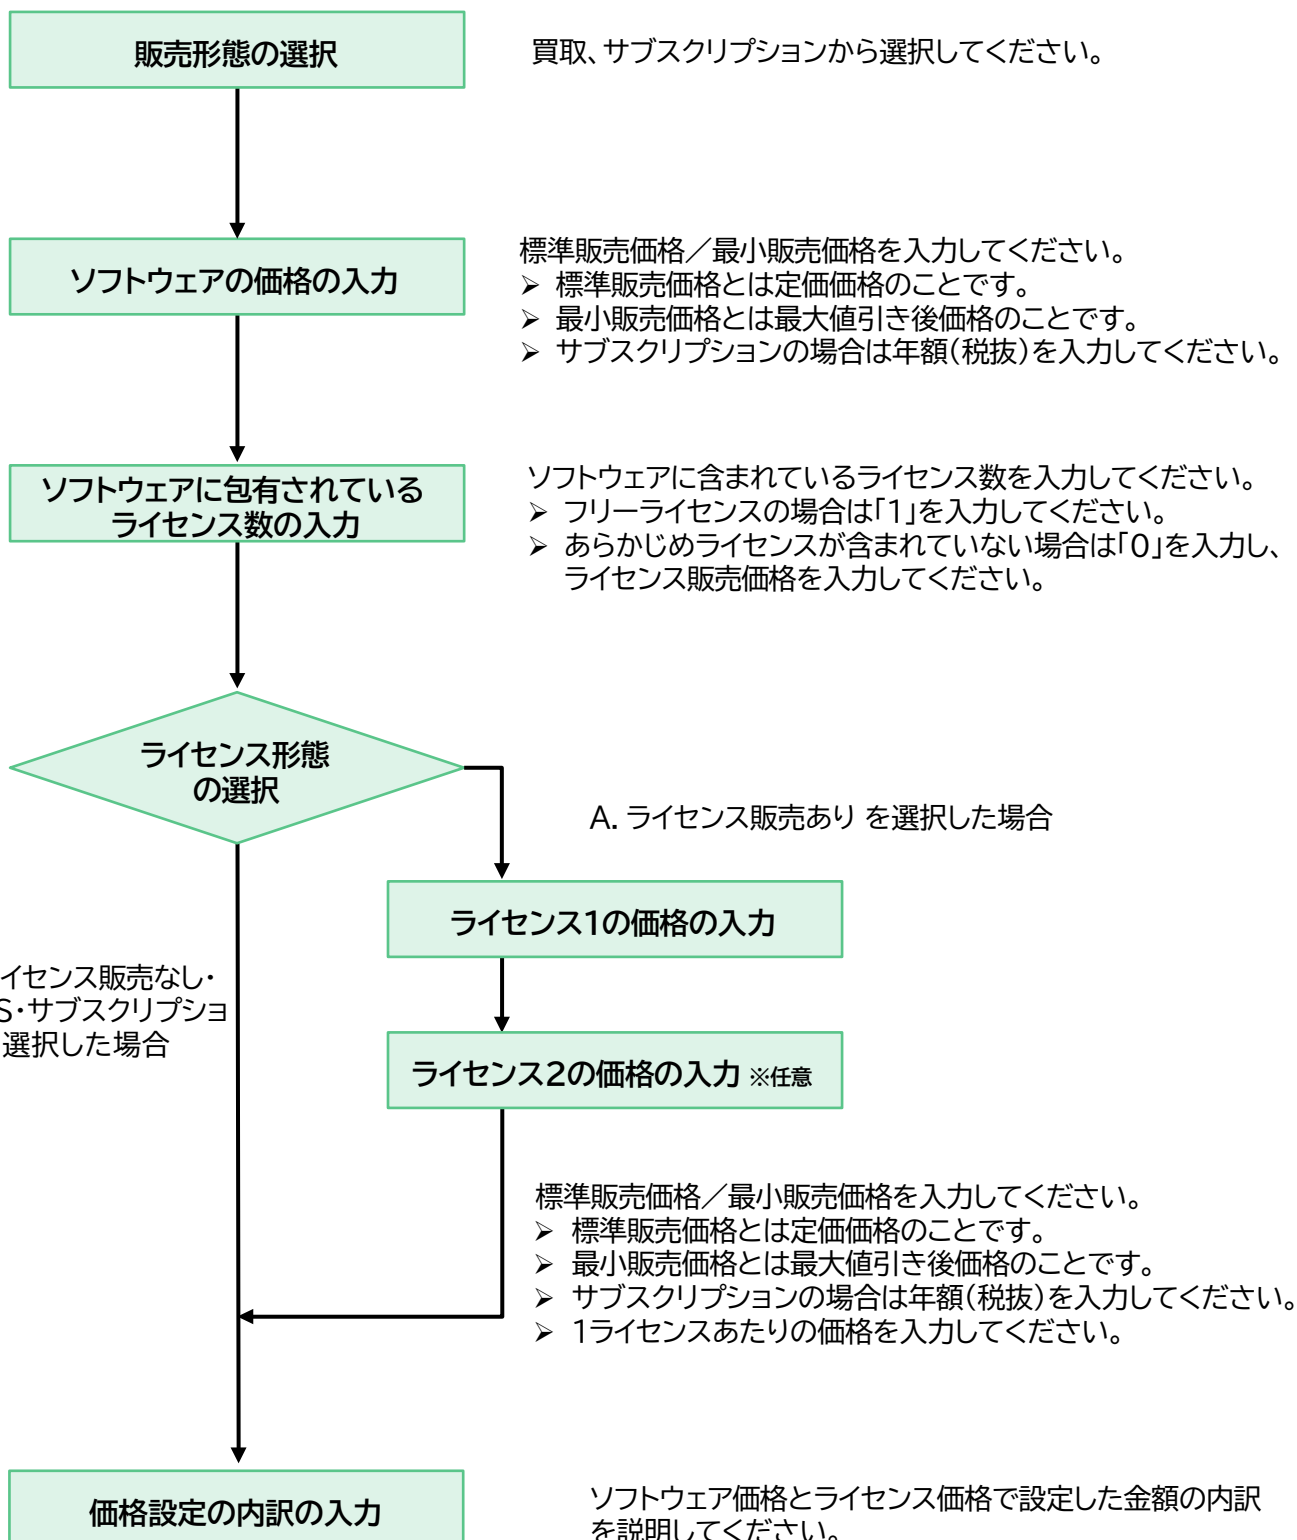 販売形態の選択
買取、サブスクリプションから選択してください。
ソフトウェアの価格の入力
標準販売価格／最小販売価格を入力してください。
➢ 標準販売価格とは定価価格のことです。
➢ 最小販売価格とは最大値引き後価格のことです。
➢ サブスクリプションの場合は年額（税抜）を入力してください。
ソフトウェアに包有されている
ライセンス数の入力
ソフトウェアに含まれているライセンス数を入力してください。
➢ フリーライセンスの場合は「1」を入力してください。
➢ あらかじめライセンスが含まれていない場合は「0」を入力し、
ライセンス販売価格を入力してください。
ライセンス形態
の選択
A. ライセンス販売あり を選択した場合
ライセンス1の価格の入力
イセンス販売なし・
S・サブスクリプショ
選択した場合
ライセンス2の価格の入力 ※任意
標準販売価格／最小販売価格を入力してください。
➢ 標準販売価格とは定価価格のことです。
➢ 最小販売価格とは最大値引き後価格のことです。
➢ サブスクリプションの場合は年額（税抜）を入力してください。
➢ 1ライセンスあたりの価格を入力してください。
価格設定の内訳の入力
ソフトウェア価格とライセンス価格で設定した金額の内訳
を説明してください。